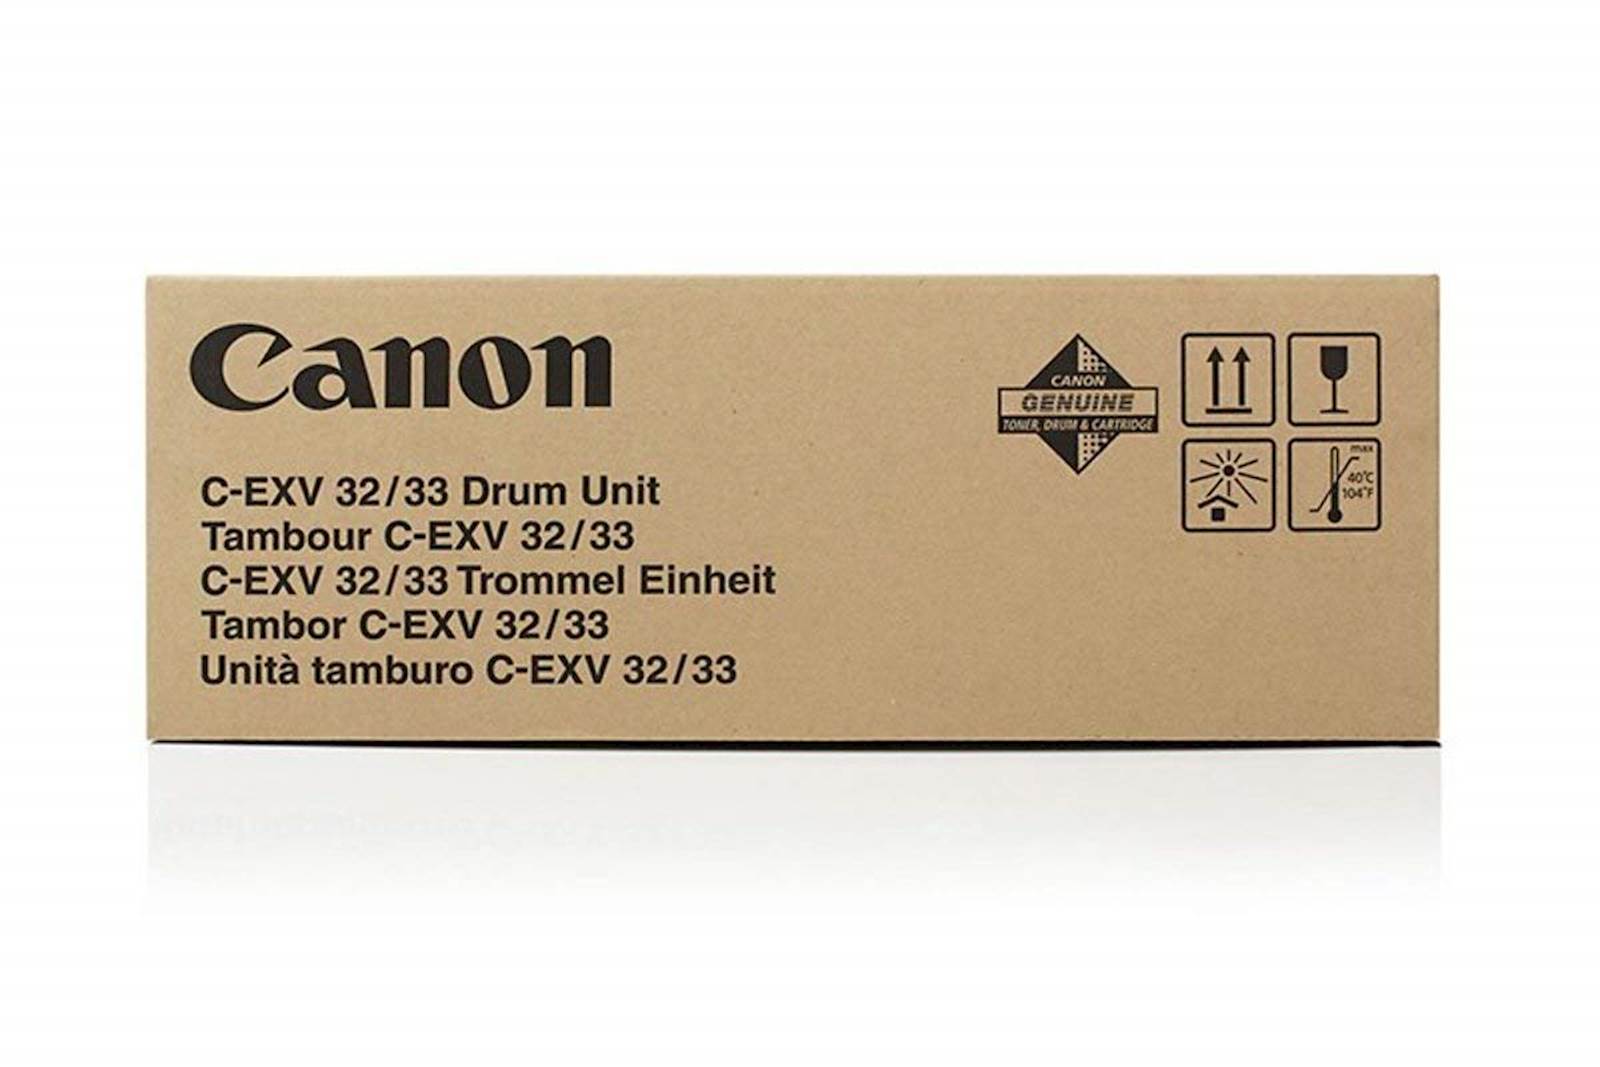 Canon
CANON
GENUINE
TONER, DRUM & CARTRIDGE
max
40°C
104°F
C-EXV 32/33 Drum Unit
Tambour C-EXV 32/33
C-EXV 32/33 Trommel Einheit
Tambor C-EXV 32/33
Unità tamburo C-EXV 32/33